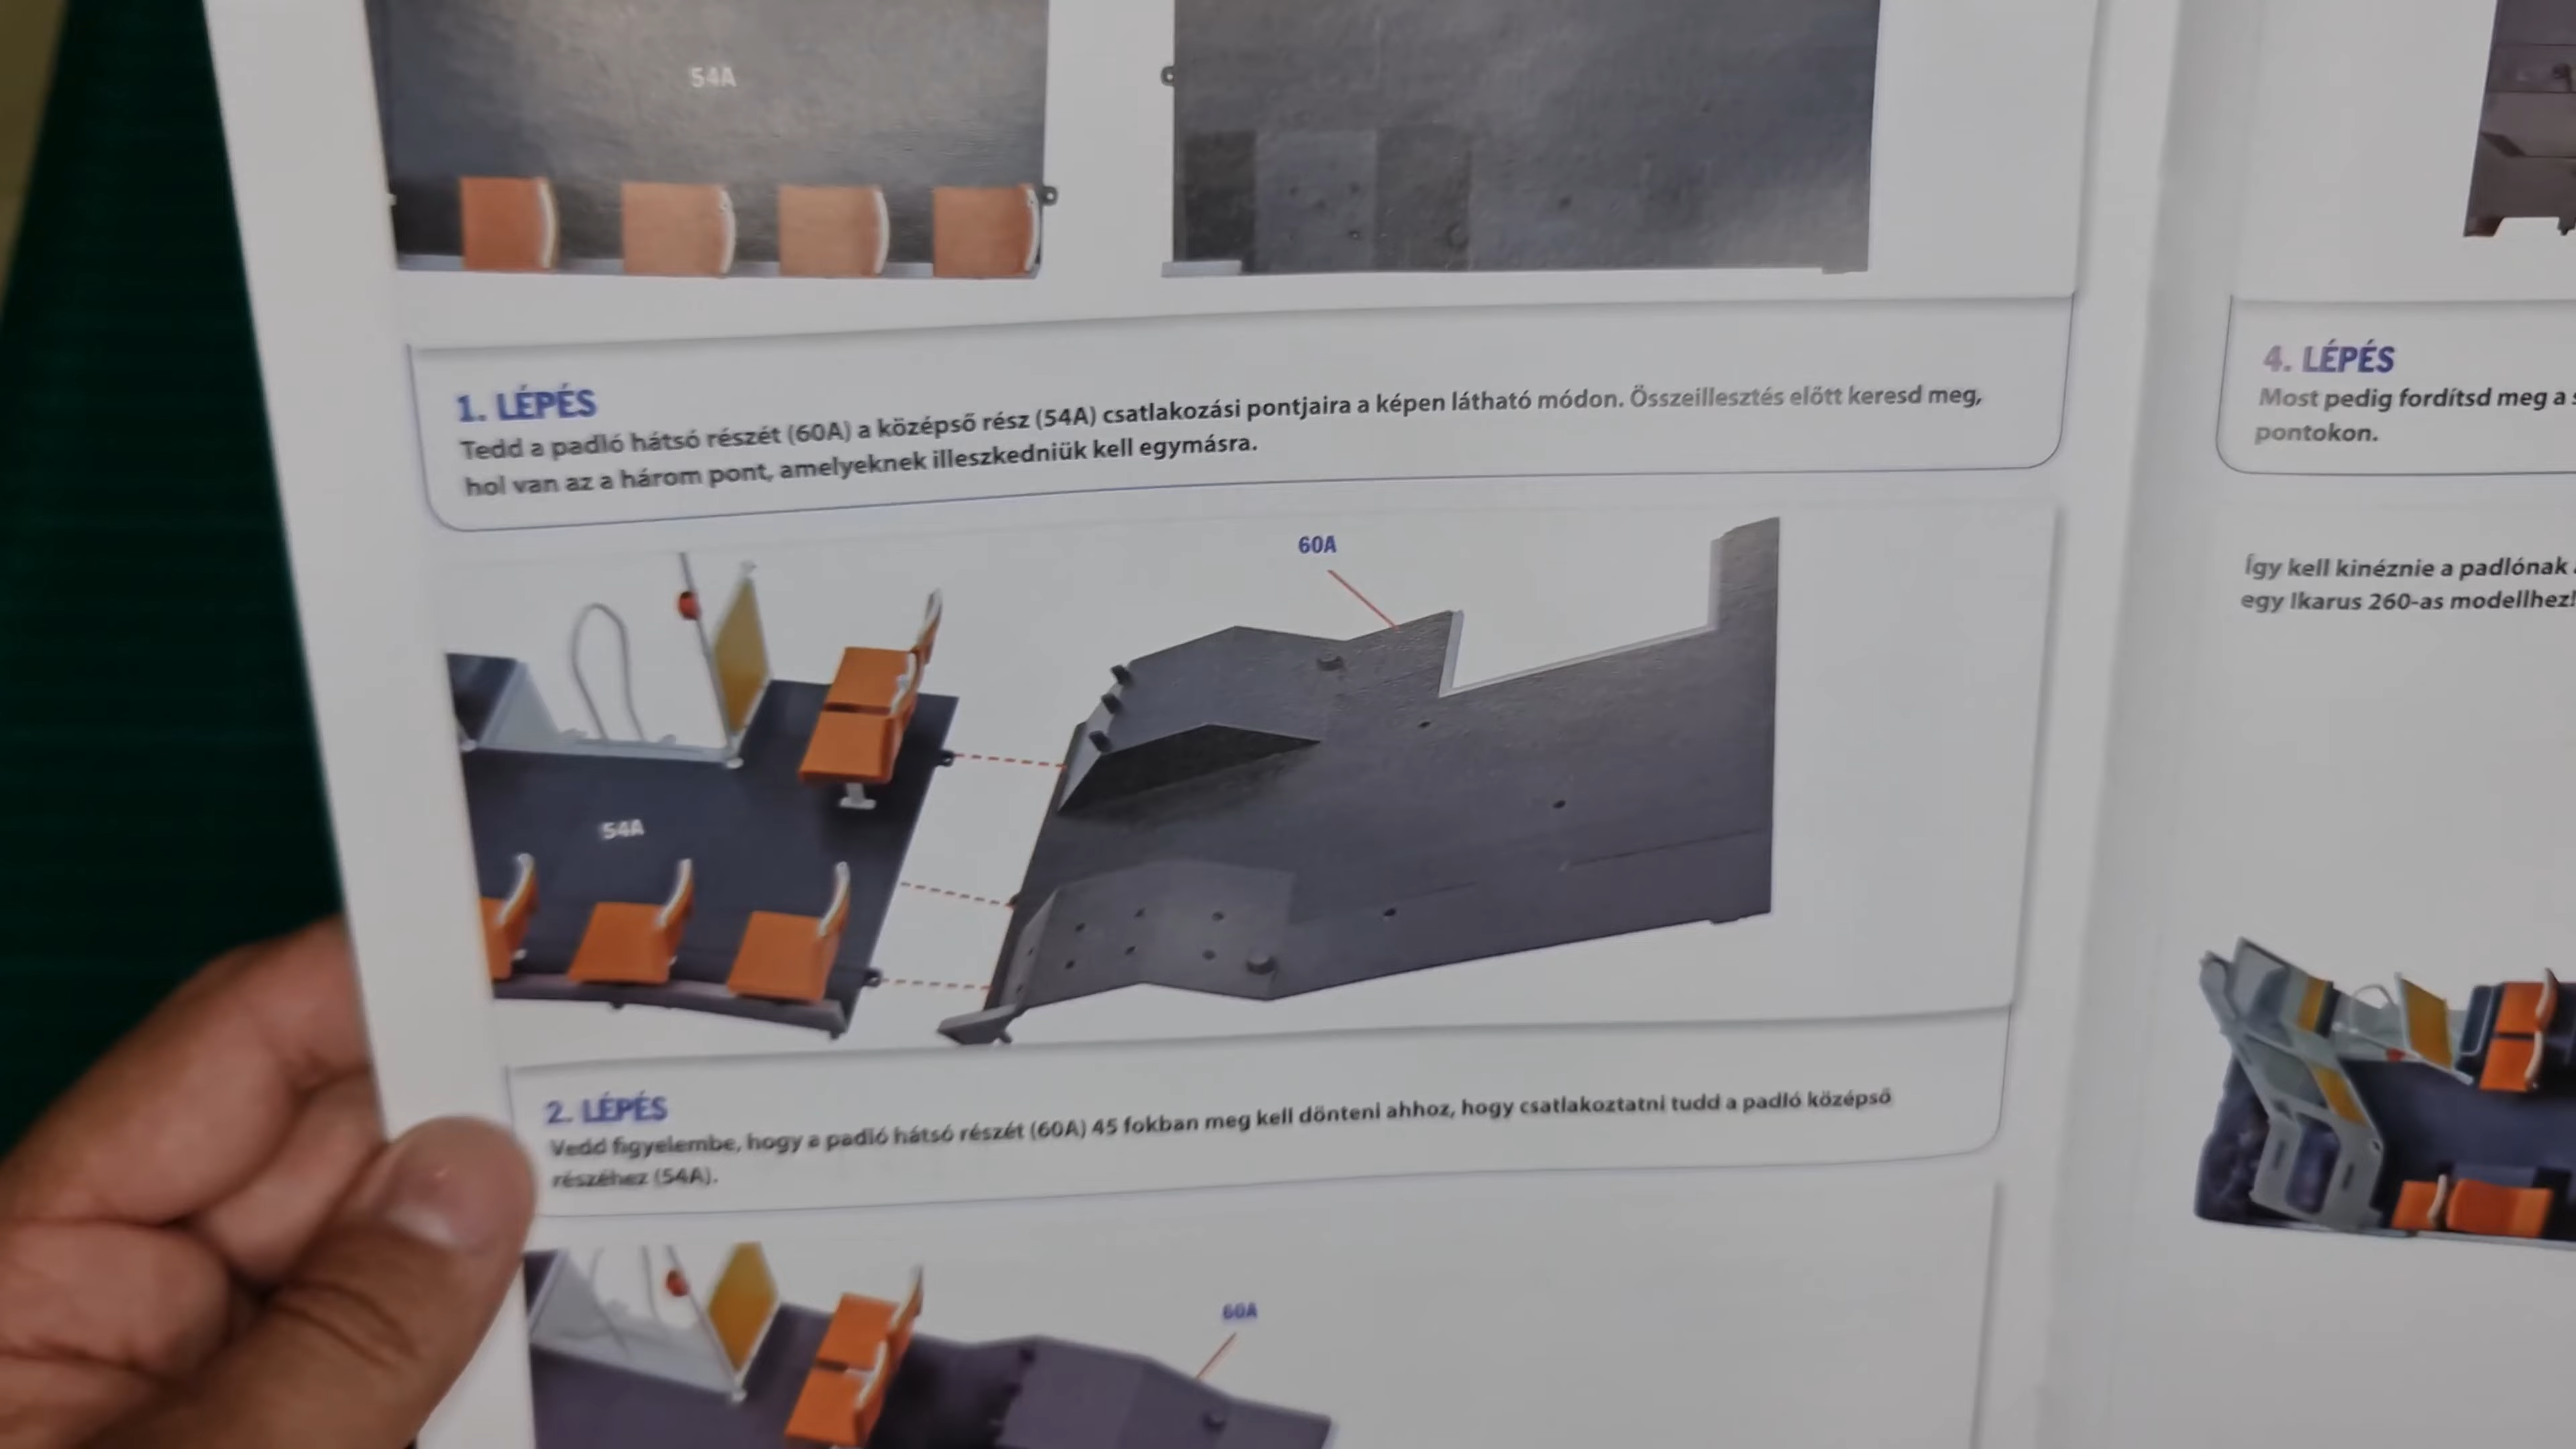 54A
1. LÉPÉS
Tedd a padló hátsó részét (60A) a középső rész (54A) csatlakozási pontjaira a képen látható módon. Összeillesztés előtt keresd meg,
hol van az a három pont, amelyeknek illeszkedniük kell egymásra.
60A
54A
2. LÉPÉS
Vedd figyelembe, hogy a padló hátsó részét (60A) 45 fokban meg kell dönteni ahhoz, hogy csatlakoztatni tudd a padló középső
részéhez (54A).
60A
4. LÉPÉS
Most pedig fordítsd meg a
pontokon.
Így kell kinéznie a padlónak
egy Ikarus 260-as modellhez!